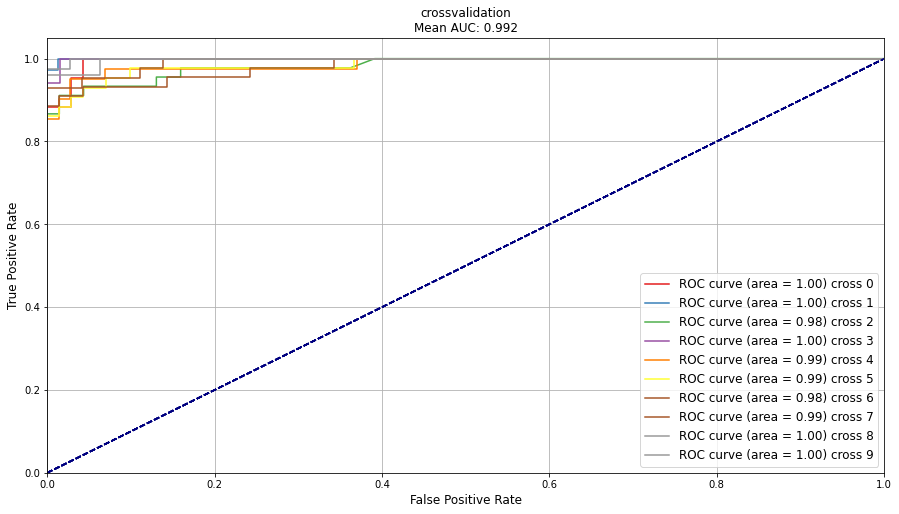 crossvalidation
Mean AUC: 0.992
True Positive Rate
1.0
0.8
0.6
0.4
0.2
0.0
ROC curve (area = 1.00) cross 0
ROC curve (area = 1.00) cross 1
ROC curve (area = 0.98) cross 2
ROC curve (area = 1.00) cross 3
ROC curve (area = 0.99) cross 4
ROC curve (area = 0.99) cross 5
ROC curve (area = 0.98) cross 6
ROC curve (area = 0.99) cross 7
ROC curve (area = 1.00) cross 8
ROC curve (area = 1.00) cross 9
0.0 0.2 0.4 0.6 0.8 1.0
False Positive Rate